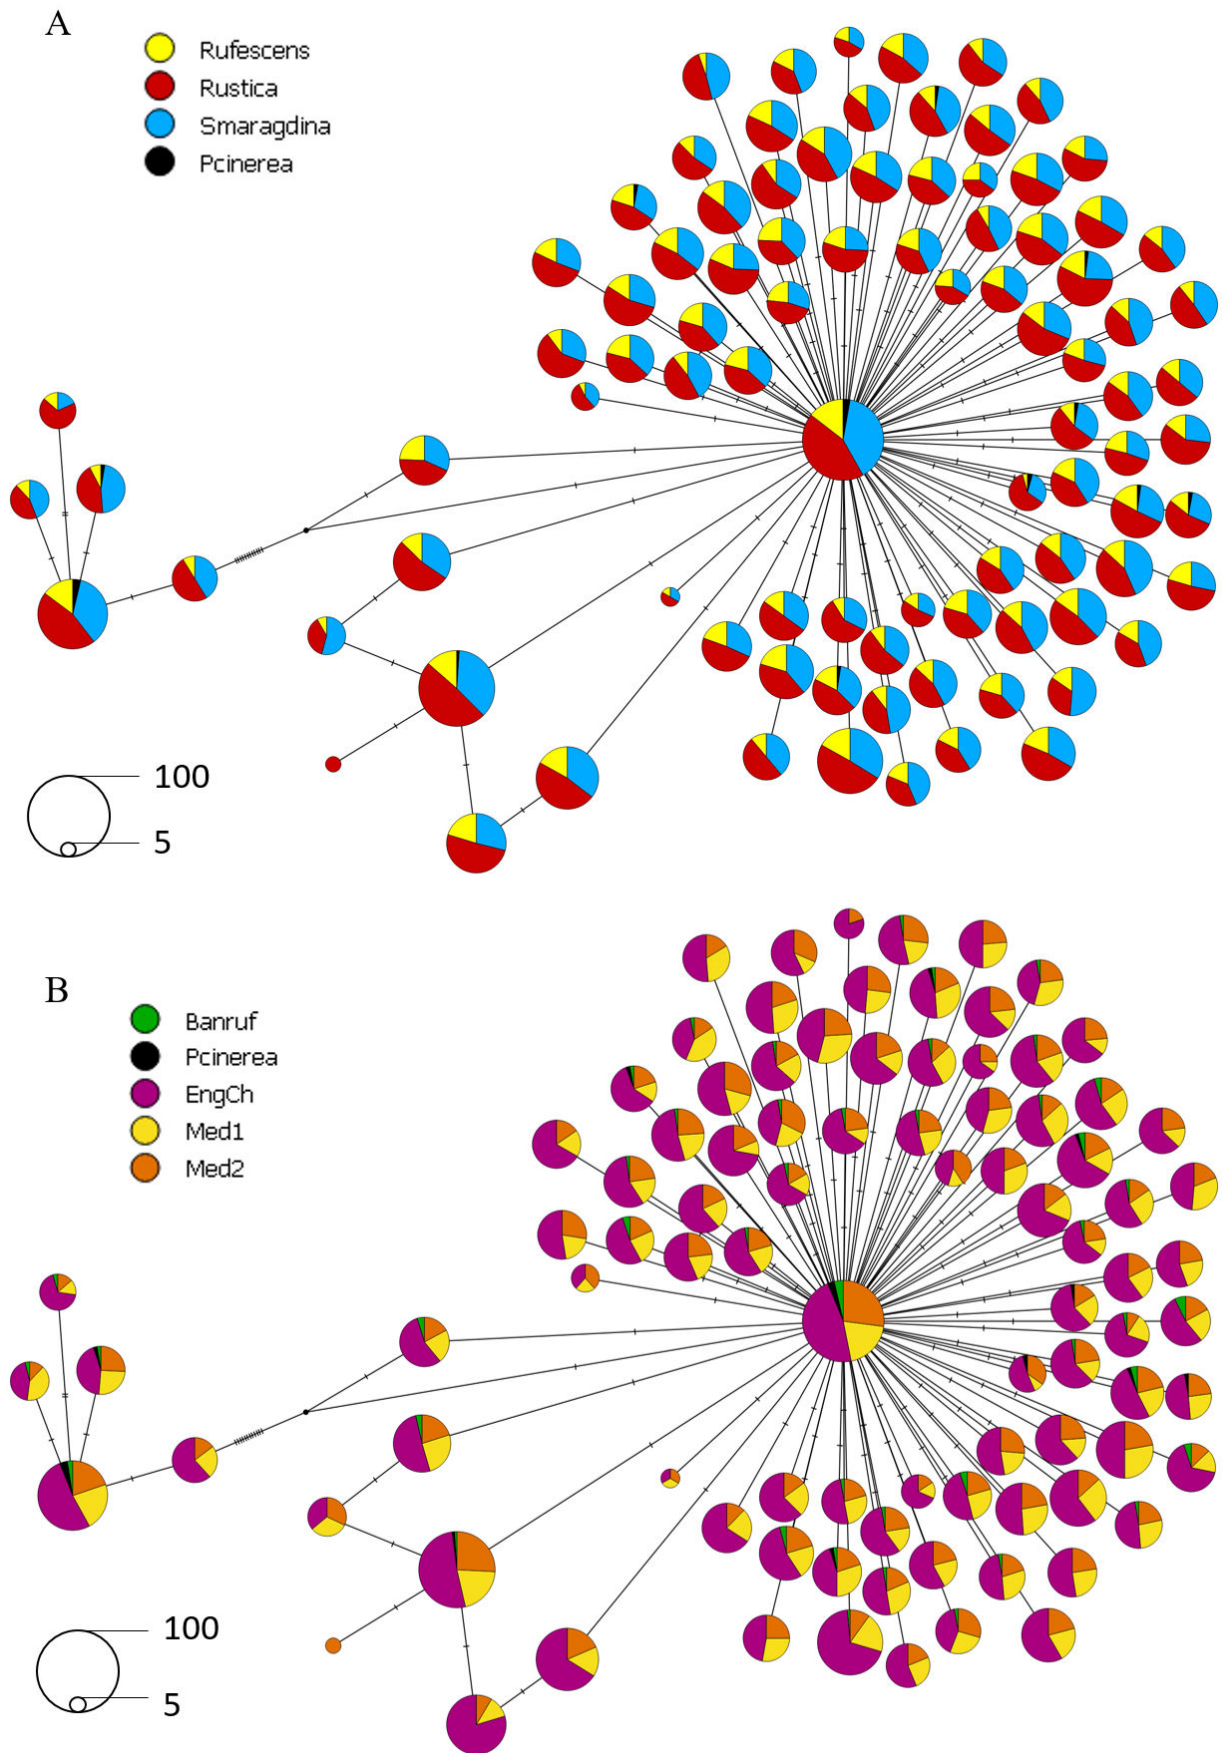 A
Rufescens
Rustica
Smaragdina
Pcinerea
100
5
B
Banruf
Pcinerea
EngCh
Med1
Med2
100
5